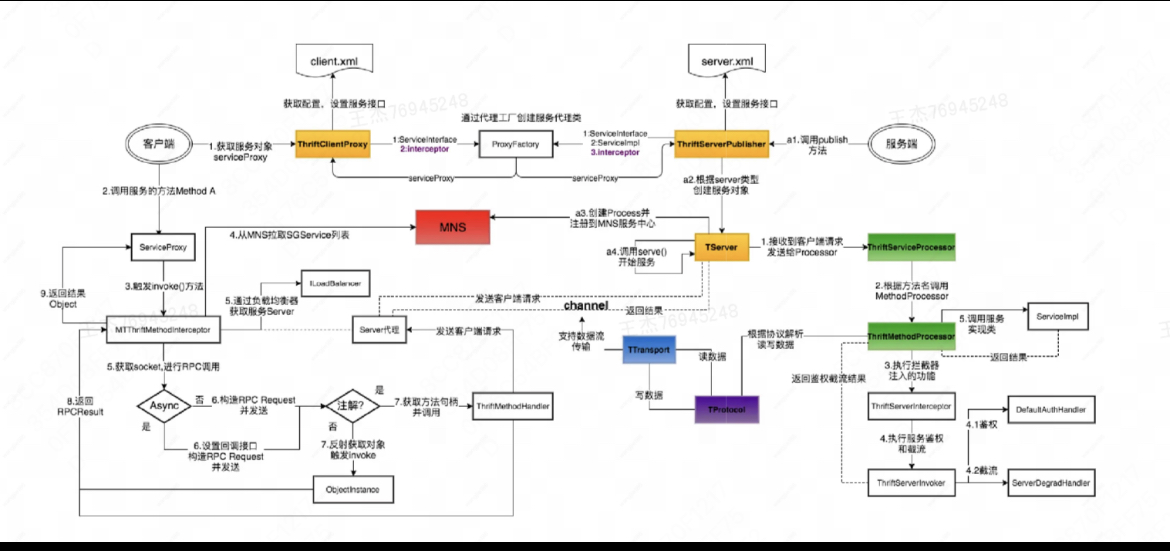 client.xml
server.xml
获取配置，设置服务接口
获取配置，设置服务接口
王杰76945248
王杰76945248
通过代理工厂创建服务代理类
客户端
1.获取服务对象
serviceProxy
ThriftClientProxy
1:ServiceInterface
2:interceptor
ProxyFactory
1:ServiceInterface
2:ServiceImpl
3.interceptor
ThriftServerPublisher
a1.调用publish
方法
服务端
serviceProxy
serviceProxy
2.调用服务的方法Method A
a2.根据server类型
创建服务对象
MNS
a3.创建Process并
注册到MNS服务中心
4.从MNS拉取SGService列表
ServiceProxy
TServer
1.接收到客户端请求
发送给Processor
ThriftServiceProcessor
a4.调用serve()
开始服务
9.返回结果
Object
3.触发invoke()方法
ILoadBalancer
5.通过负载均衡器
获取服务Server
2.根据方法名调用
MethodProcessor
发送客户端请求
channel
返回结果
王杰76945248
MTThriftMethodInterceptor
Server代理
发送客户端请求
支持数据流
传输
TTransport
读数据
根据协议解析
读写数据
ThriftMethodProcessor
5.调用服务
实现类
ServiceImpl
返回结果
5.获取socket,进行RPC调用
3.执行拦截器
注入的功能
返回鉴权截流结果
8.返回
RPCResult
Async
否
6.构造RPC Request
并发送
注解?
是
7.获取方法句柄
并调用
ThriftMethodHandler
写数据
TProtocol
ThriftServerInterceptor
DefaultAuthHandler
4.1鉴权
是
6.设置回调接口
构造RPC Request
并发送
否
7.反射获取对象
触发invoke
4.执行服务鉴权
和截流
4.2截流
ObjectInstance
ThriftServerInvoker
ServerDegradHandler